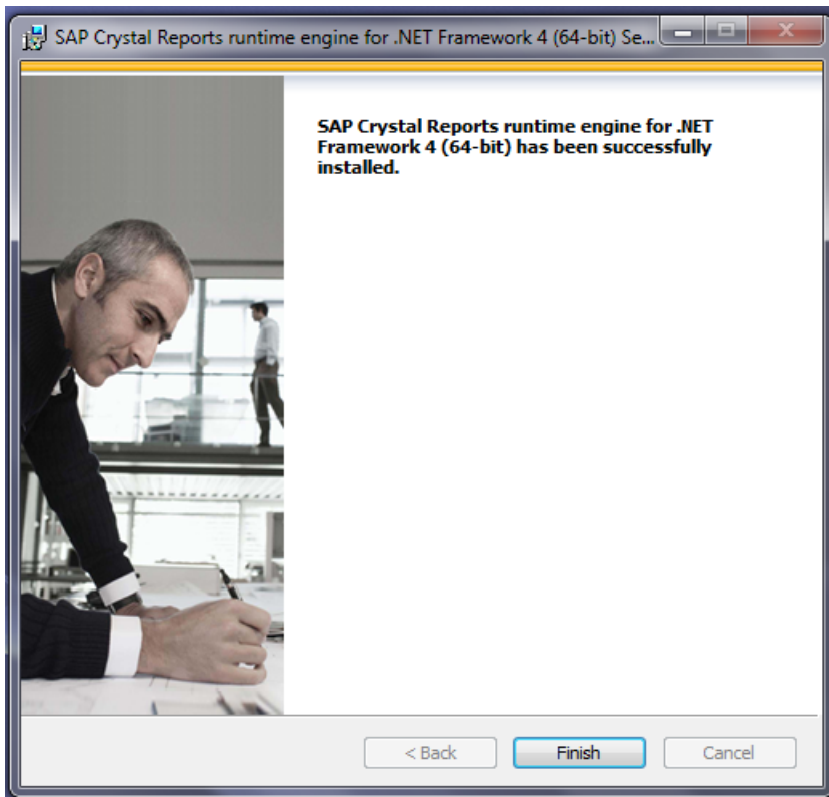 SAP Crystal Reports runtime engine for .NET Framework 4 (64-bit) Se...
SAP Crystal Reports runtime engine for .NET
Framework 4 (64-bit) has been successfully
installed.
< Back
Finish
Cancel